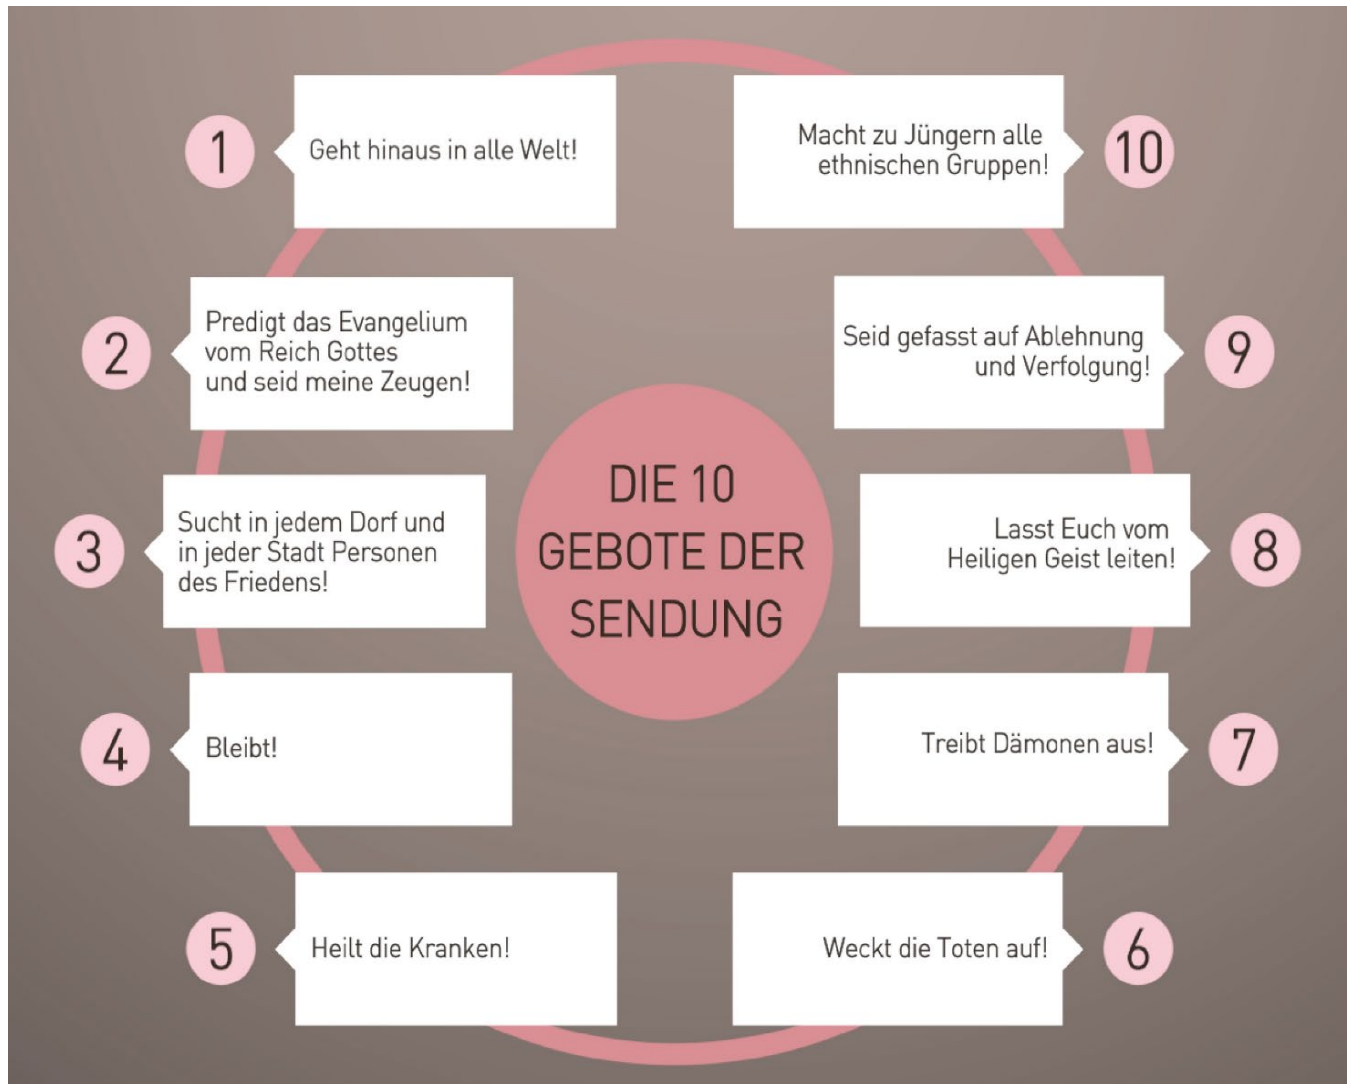 1
Geht hinaus in alle Welt!
2
Predigt das Evangelium
vom Reich Gottes
und seid meine Zeugen!
3
Sucht in jedem Dorf und
in jeder Stadt Personen
des Friedens!
4
Bleibt!
5
Heilt die Kranken!
DIE 10
GEBOTE DER
SENDUNG
Weckt die Toten auf!
6
Treibt Dämonen aus!
7
Lasst Euch vom
Heiligen Geist leiten!
8
Seid gefasst auf Ablehnung
und Verfolgung!
9
Macht zu Jüngern alle
ethnischen Gruppen!
10